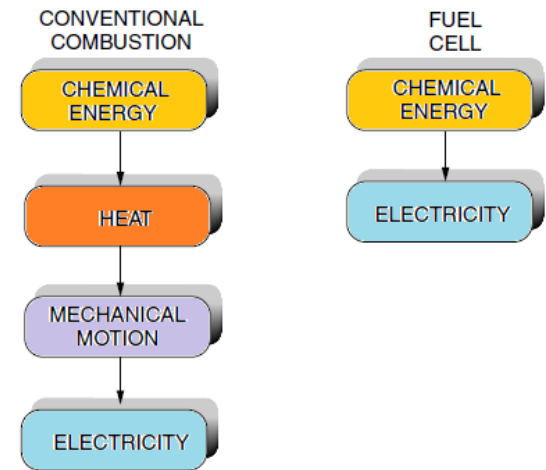 CONVENTIONAL
COMBUSTION
CHEMICAL
ENERGY
HEAT
MECHANICAL
MOTION
ELECTRICITY
FUEL
CELL
CHEMICAL
ENERGY
ELECTRICITY